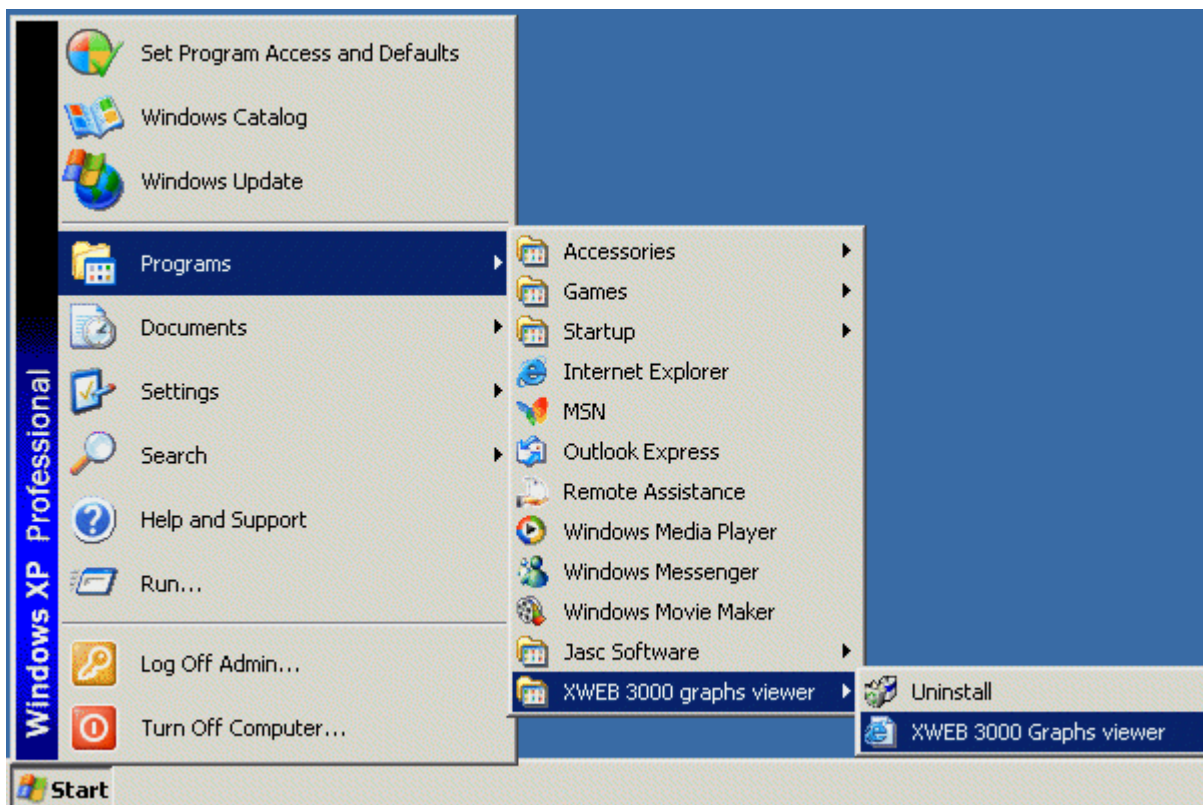 Set Program Access and Defaults
Windows Catalog
Windows Update
Programs
Documents
Settings
Search
Help and Support
Run...
Log Off Admin...
Turn Off Computer...
Windows XP Professional
Start
Accessories
Games
Startup
Internet Explorer
MSN
Outlook Express
Remote Assistance
Windows Media Player
Windows Messenger
Windows Movie Maker
Jasc Software
XWEB 3000 graphs viewer
Uninstall
XWEB 3000 Graphs viewer